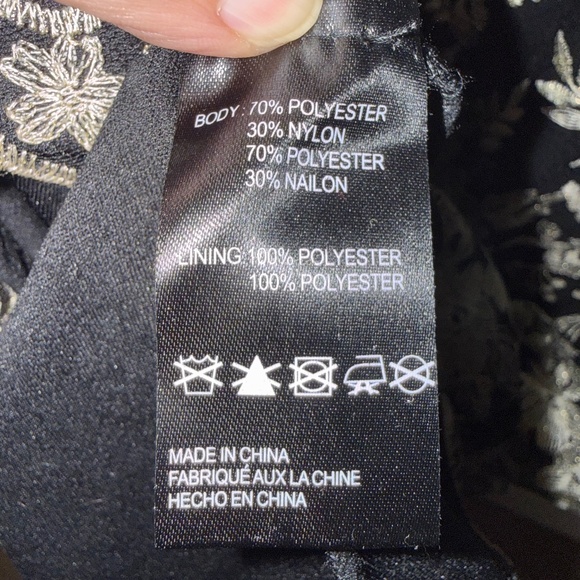 BODY : 70% POLYESTER
30% NYLON
70% POLYESTER
30% NAILON
LINING:100% POLYESTER
100% POLYESTER
MADE IN CHINA
FABRIQUÉ AUX LA CHINE
HECHO EN CHINA